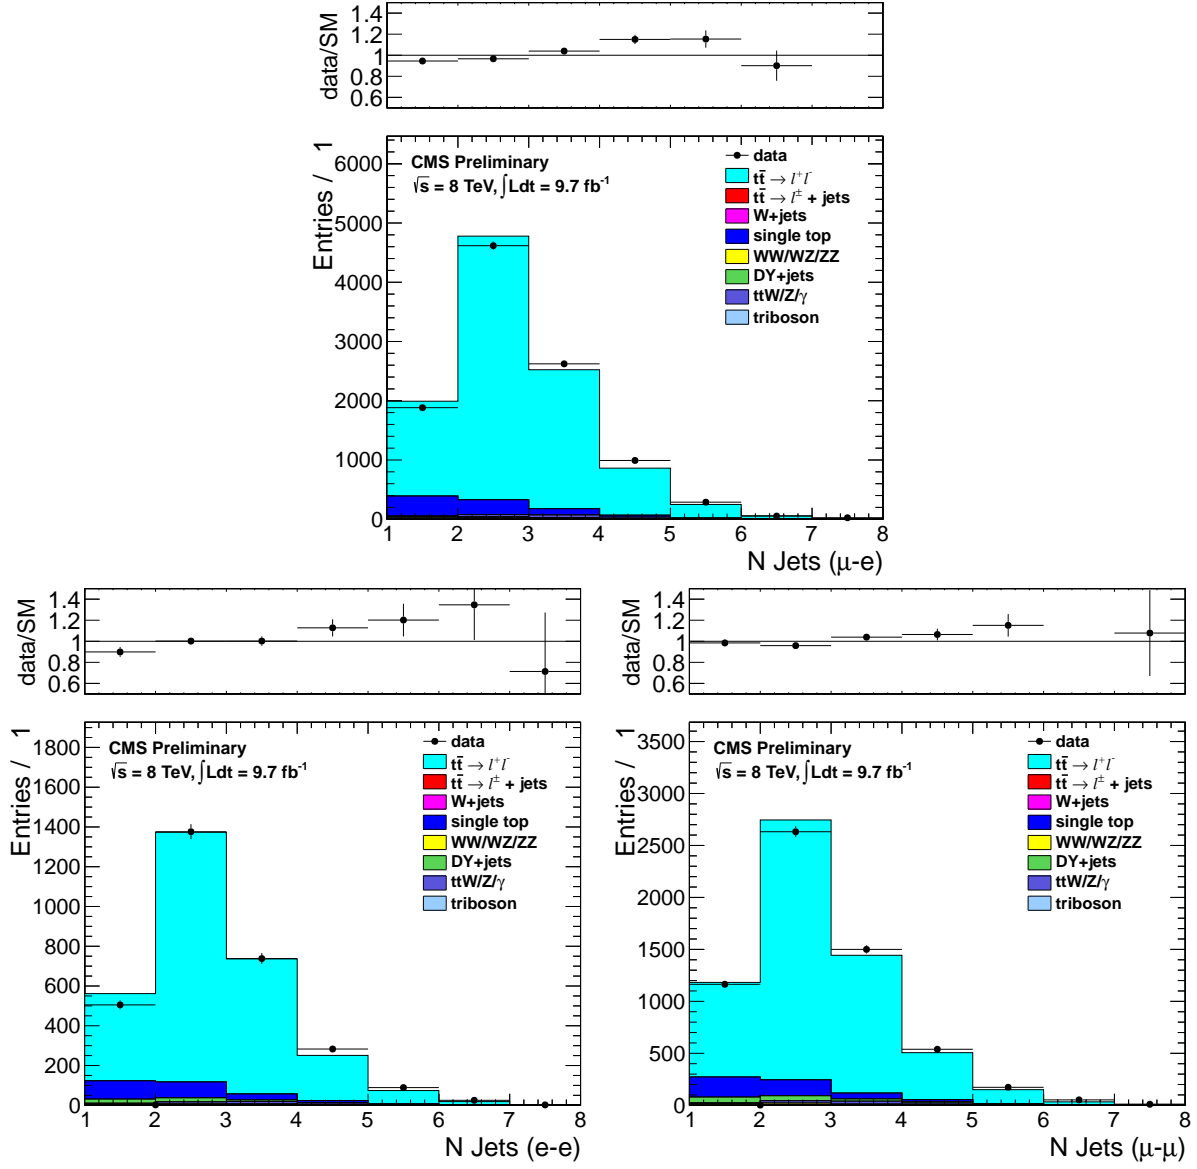 data/SM
1.4
1.2
1
0.8
0.6
Entries / 1
6000
5000
4000
3000
2000
1000
0
CMS Preliminary
√s = 8 TeV, ∫Ldt = 9.7 fb⁻¹
data
tt̄ → l⁺l⁻
tt̄ → l± + jets
W+jets
single top
WW/WZ/ZZ
DY+jets
ttW/Z/γ
triboson
1 2 3 4 5 6 7 8
N Jets (μ-e)
data/SM
1.4
1.2
1
0.8
0.6
Entries / 1
1800
1600
1400
1200
1000
800
600
400
200
0
CMS Preliminary
√s = 8 TeV, ∫Ldt = 9.7 fb⁻¹
data
tt̄ → l⁺l⁻
tt̄ → l± + jets
W+jets
single top
WW/WZ/ZZ
DY+jets
ttW/Z/γ
triboson
1 2 3 4 5 6 7 8
N Jets (e-e)
data/SM
1.4
1.2
1
0.8
0.6
Entries / 1
3500
3000
2500
2000
1500
1000
500
0
CMS Preliminary
√s = 8 TeV, ∫Ldt = 9.7 fb⁻¹
data
tt̄ → l⁺l⁻
tt̄ → l± + jets
W+jets
single top
WW/WZ/ZZ
DY+jets
ttW/Z/γ
triboson
1 2 3 4 5 6 7 8
N Jets (μ-μ)